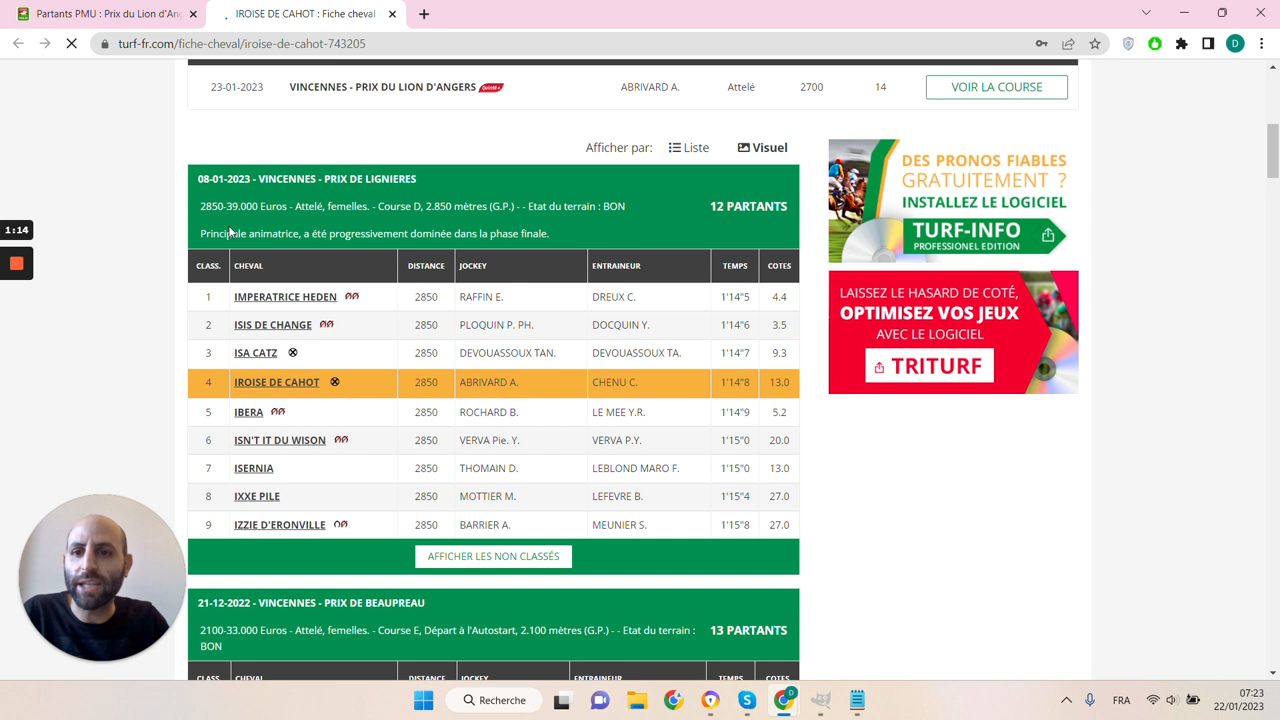 Partants PMU : Prix du Lion d'An
IROISE DE CAHOT : Fiche cheval
turf-fr.com/fiche-cheval/iroise-de-cahot-743205
D
23-01-2023 VINCENNES - PRIX DU LION D'ANGERS Quinté+ ABRIVARD A. Attelé 2700 14 VOIR LA COURSE
Afficher par: Liste Visuel
08-01-2023 - VINCENNES - PRIX DE LIGNIERES
2850-39.000 Euros - Attelé, femelles. - Course D, 2.850 mètres (G.P.) - - Etat du terrain : BON 12 PARTANTS
Principale animatrice, a été progressivement dominée dans la phase finale.
CLASS. CHEVAL DISTANCE JOCKEY ENTRAINEUR TEMPS COTES
1 IMPERATRICE HEDEN 2850 RAFFIN E. DREUX C. 1'14"5 4.4
2 ISIS DE CHANGE 2850 PLOQUIN P. PH. DOCQUIN Y. 1'14"6 3.5
3 ISA CATZ 2850 DEVOUASSOUX TAN. DEVOUASSOUX TA. 1'14"7 9.3
4 IROISE DE CAHOT 2850 ABRIVARD A. CHENU C. 1'14"8 13.0
5 IBERA 2850 ROCHARD B. LE MEE Y.R. 1'14"9 5.2
6 ISN'T IT DU WISON 2850 VERVA Pie. Y. VERVA P.Y. 1'15"0 20.0
7 ISERNIA 2850 THOMAIN D. LEBLOND MARO F. 1'15"0 13.0
8 IXXE PILE 2850 MOTTIER M. LEFEVRE B. 1'15"4 27.0
9 IZZIE D'ERONVILLE 2850 BARRIER A. MEUNIER S. 1'15"8 27.0
AFFICHER LES NON CLASSÉS
21-12-2022 - VINCENNES - PRIX DE BEAUPREAU
2100-33.000 Euros - Attelé, femelles. - Course E, Départ à l'Autostart, 2.100 mètres (G.P.) - - Etat du terrain : 13 PARTANTS
BON
CLASS. CHEVAL DISTANCE JOCKEY ENTRAINEUR TEMPS COTES
DES PRONOS FIABLES
GRATUITEMENT ?
INSTALLEZ LE LOGICIEL
TURF-INFO
PROFESSIONEL EDITION
LAISSEZ LE HASARD DE COTÉ,
OPTIMISEZ VOS JEUX
AVEC LE LOGICIEL
TRITURF
1:14
Recherche
D
FRA
07:23
22/01/2023